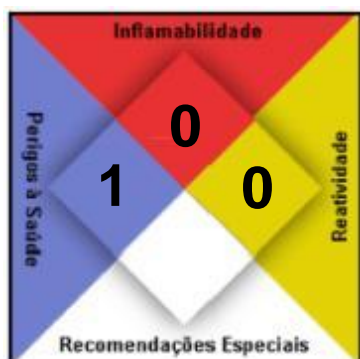 Inflamabilidade
0
Perigos à Saúde
1
0
Reatividade
Recomendações Especiais